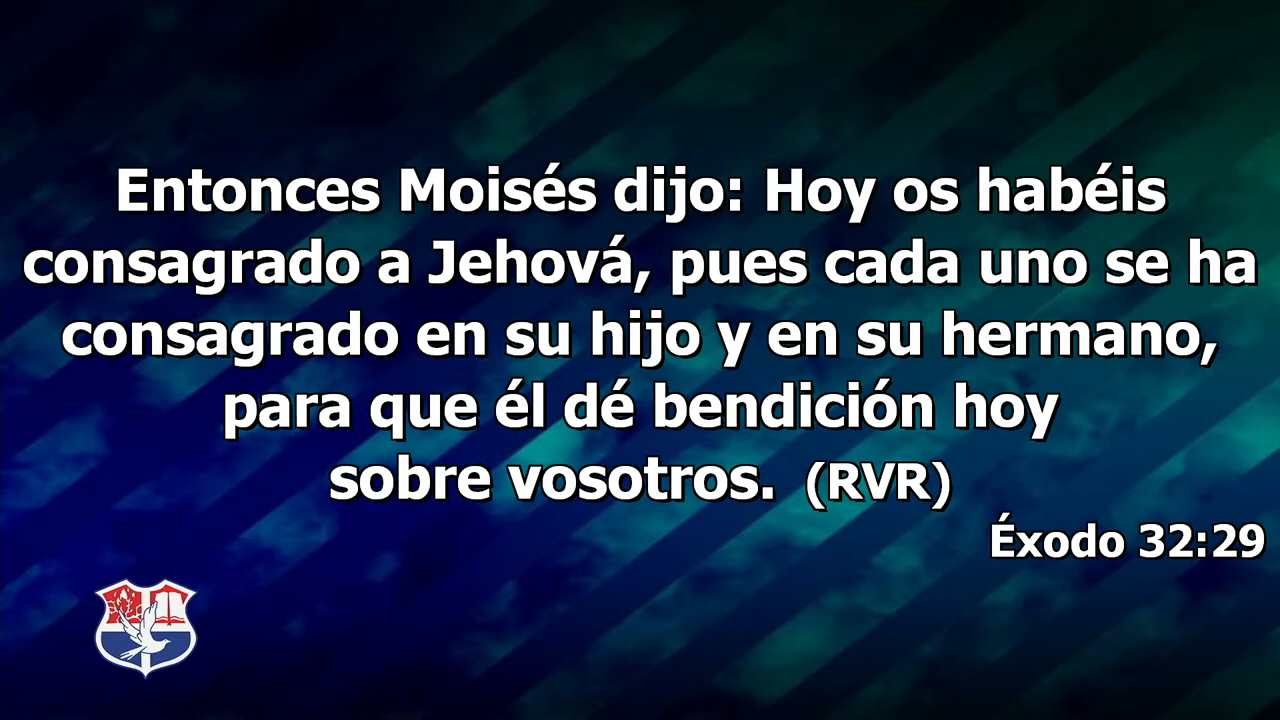 Entonces Moisés dijo: Hoy os habéis
consagrado a Jehová, pues cada uno se ha
consagrado en su hijo y en su hermano,
para que él dé bendición hoy
sobre vosotros. (RVR)
Éxodo 32:29